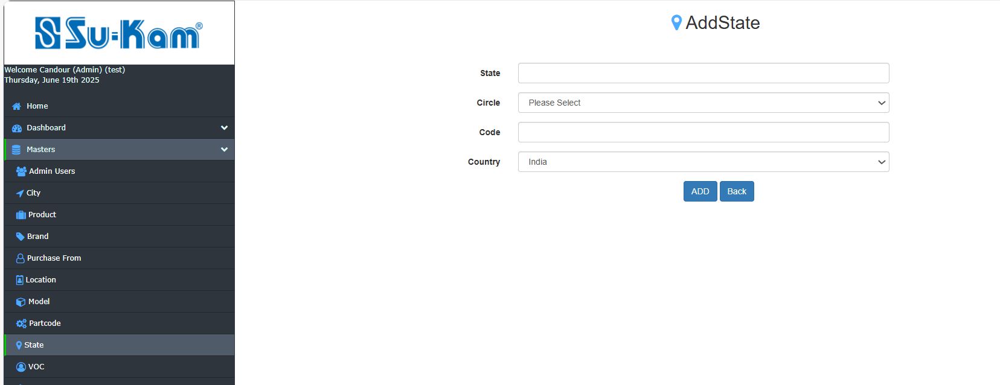 Su-Kam®
Welcome Candour (Admin) (test)
Thursday, June 19th 2025
Home
Dashboard
Masters
Admin Users
City
Product
Brand
Purchase From
Location
Model
Partcode
State
VOC
AddState
State
Circle Please Select
Code
Country India
ADD Back